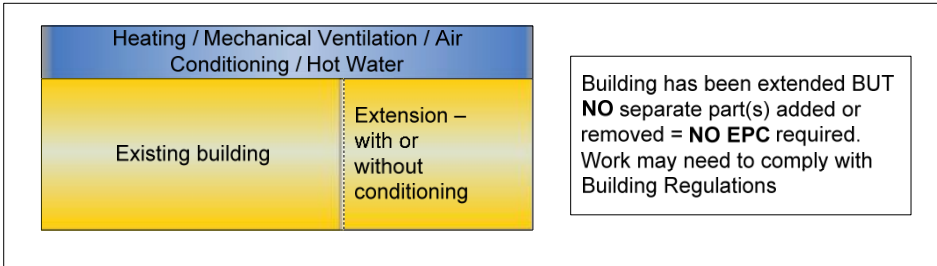 Heating / Mechanical Ventilation / Air
Conditioning / Hot Water
Existing building
Extension –
with or
without
conditioning
Building has been extended BUT
NO separate part(s) added or
removed = NO EPC required.
Work may need to comply with
Building Regulations